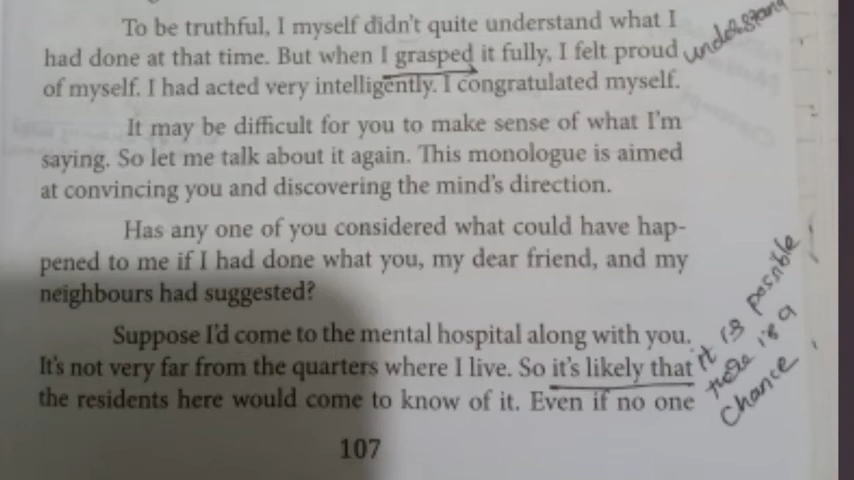 To be truthful, I myself didn't quite understand what I
had done at that time. But when I grasped it fully, I felt proud
understand
of myself. I had acted very intelligently. I congratulated myself.
It may be difficult for you to make sense of what I'm
saying. So let me talk about it again. This monologue is aimed
at convincing you and discovering the mind's direction.
Has any one of you considered what could have hap-
pened to me if I had done what you, my dear friend, and my
neighbours had suggested?
Suppose I'd come to the mental hospital along with you.
It's not very far from the quarters where I live. So it's likely that
the residents here would come to know of it. Even if no one
it is possible
there is a
chance
107